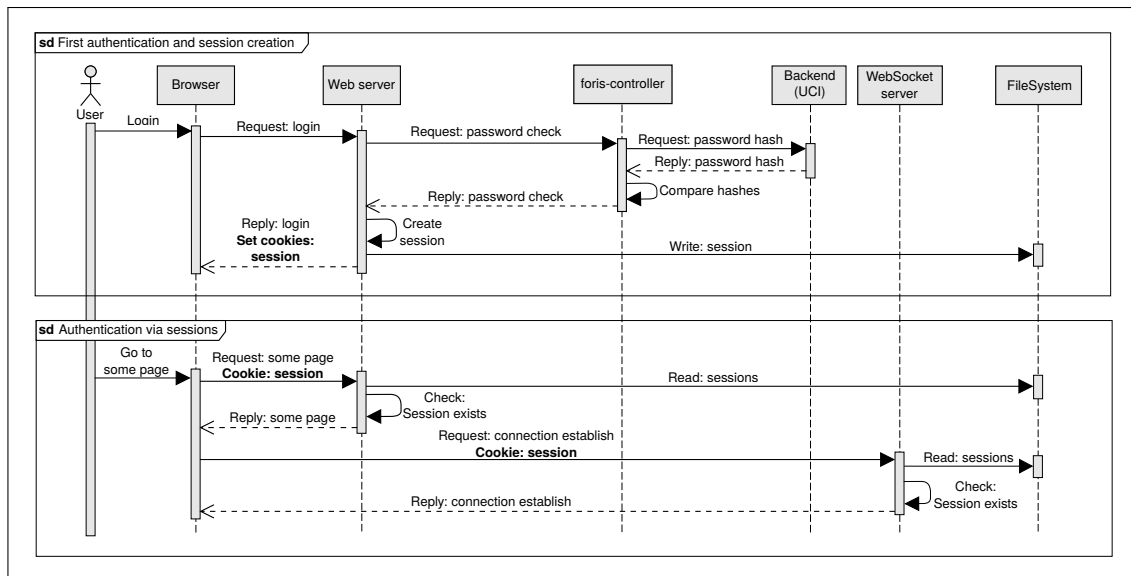 sd First authentication and session creation
User
Browser
Web server
foris-controller
Backend
(UCI)
WebSocket
server
FileSystem
Login
Request: login
Request: password check
Request: password hash
Reply: password hash
Compare hashes
Reply: password check
Create
session
Reply: login
Set cookies:
session
Write: session
sd Authentication via sessions
Go to
some page
Request: some page
Cookie: session
Read: sessions
Check:
Session exists
Reply: some page
Request: connection establish
Cookie: session
Read: sessions
Check:
Session exists
Reply: connection establish